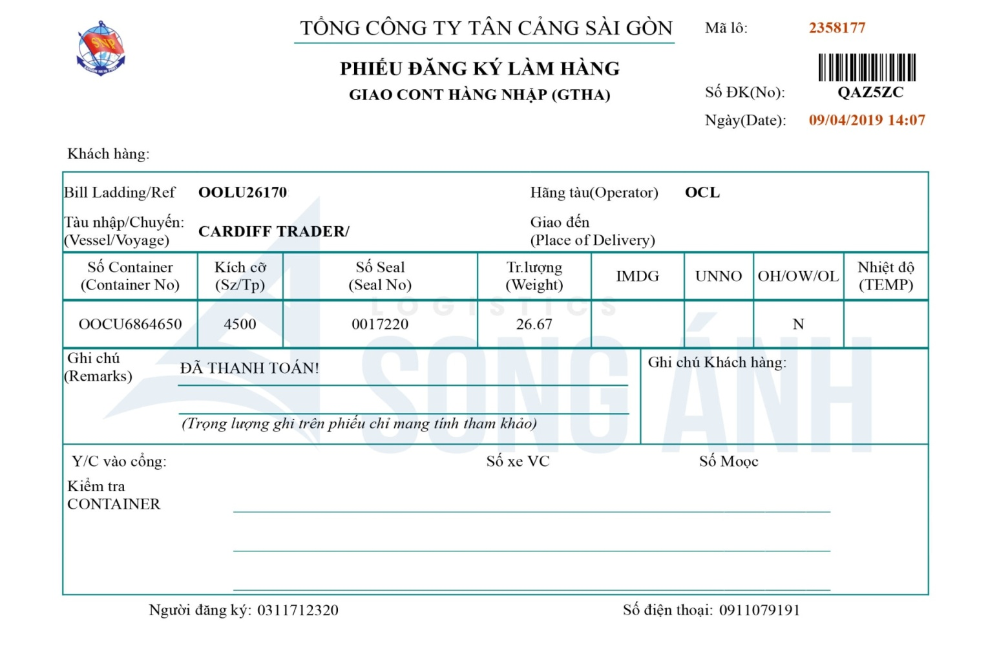 TỔNG CÔNG TY TÂN CẢNG SÀI GÒN
Mã lô: 2358177
SNP
SAIGON NEW PORT
PHIẾU ĐĂNG KÝ LÀM HÀNG
GIAO CONT HÀNG NHẬP (GTHA)
Số ĐK(No): QAZ5ZC
Ngày(Date): 09/04/2019 14:07
Khách hàng:
Bill Ladding/Ref OOLU26170 Hãng tàu(Operator) OCL
Tàu nhập/Chuyến: Giao đến
CARDIFF TRADER/
(Vessel/Voyage) (Place of Delivery)
Số Container Kích cỡ Số Seal Tr.lượng IMDG UNNO OH/OW/OL Nhiệt độ
(Container No) (Sz/Tp) (Seal No) (Weight) (TEMP)
LOGISTICS
OOCU6864650 4500 0017220 26.67 N
SONG ÁNH
Ghi chú ĐÃ THANH TOÁN! Ghi chú Khách hàng:
(Remarks)
(Trọng lượng ghi trên phiếu chỉ mang tính tham khảo)
Y/C vào cổng: Số xe VC Số Moọc
Kiểm tra
CONTAINER
Người đăng ký: 0311712320 Số điện thoại: 0911079191